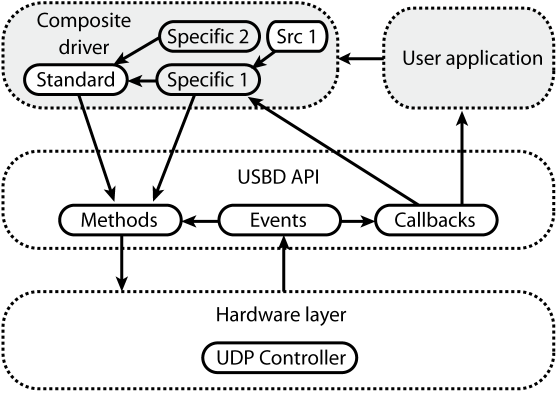 Composite
driver
Specific 2
Src 1
Standard
Specific 1
User application
USBD API
Methods
Events
Callbacks
Hardware layer
UDP Controller